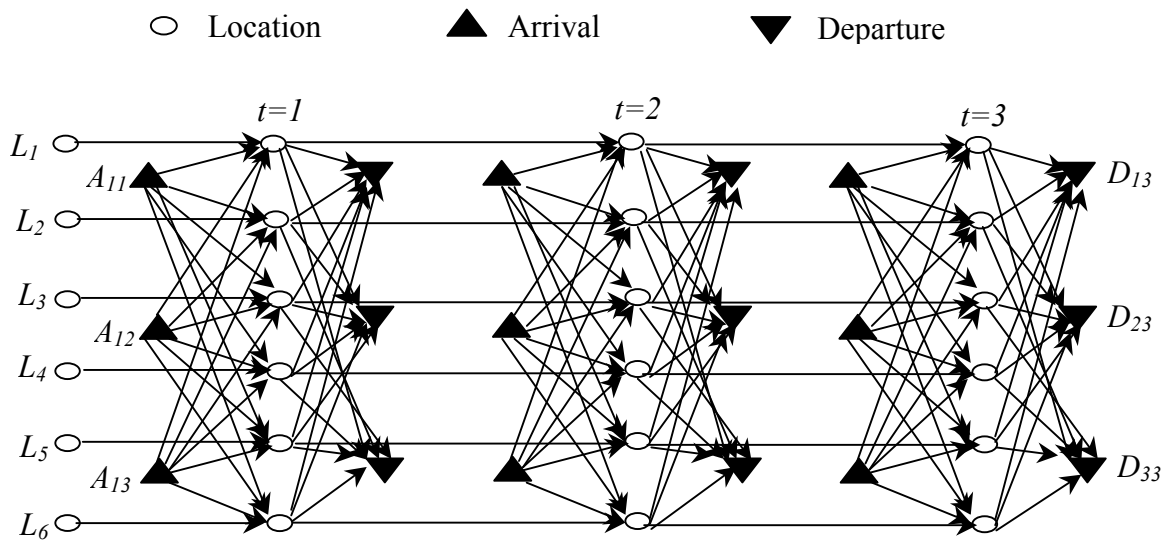 Location Arrival Departure
t=1 t=2 t=3
L1
A11 D13
L2
L3
A12 D23
L4
L5
A13 D33
L6